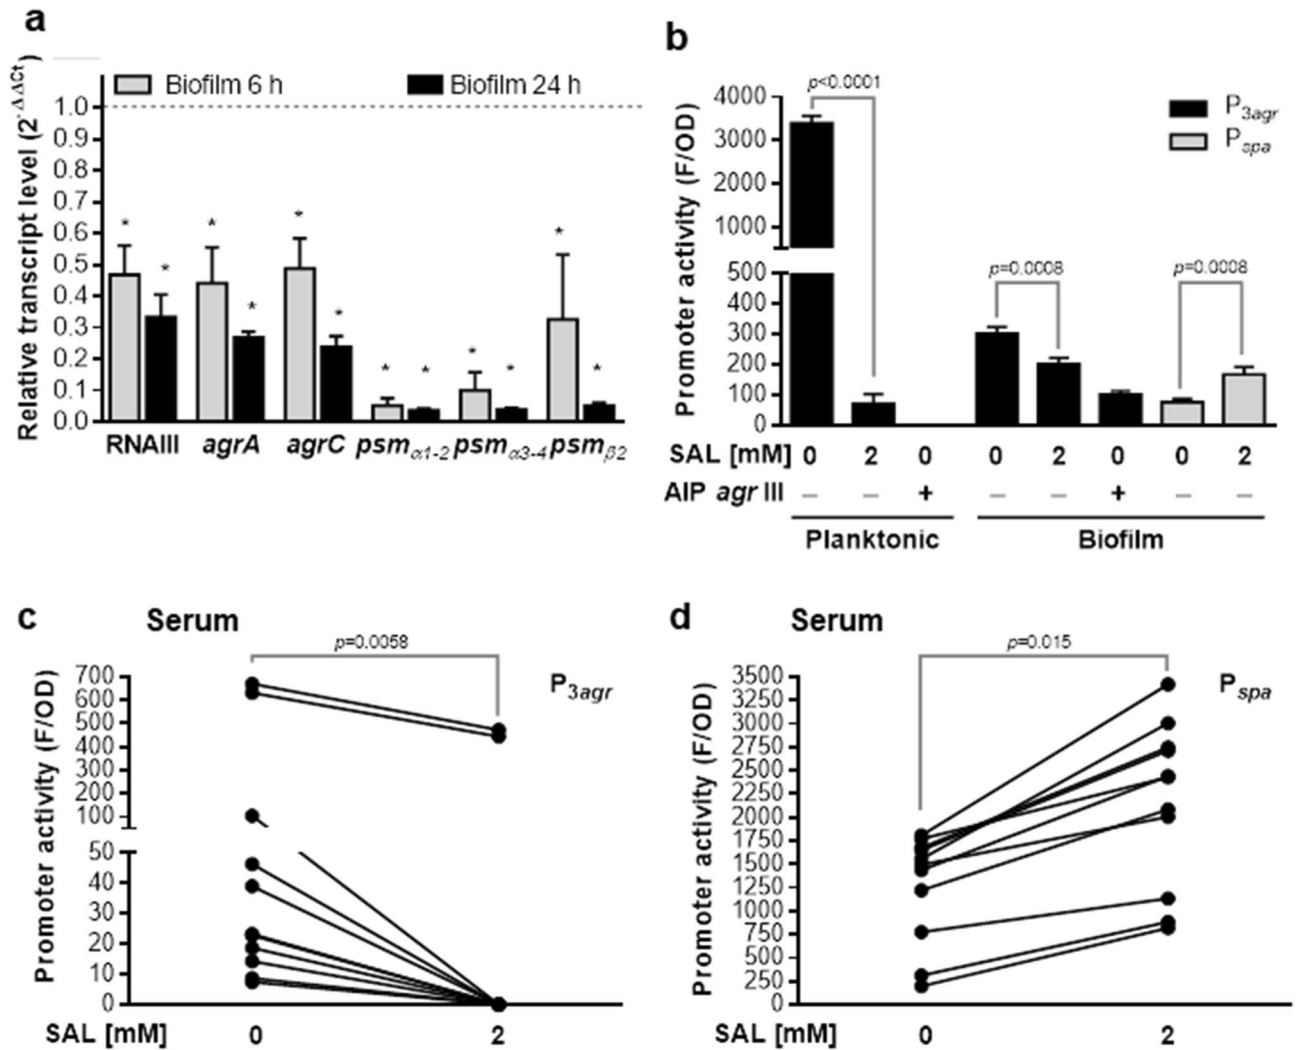 a
Relative transcript level (2^-ΔΔCt)
Biofilm 6 h
Biofilm 24 h
1.0
0.9
0.8
0.7
0.6
0.5
0.4
0.3
0.2
0.1
0.0
* * * * * * * * * * * *
RNAIII agrA agrC psm α1-2 psm α3-4 psm β2
b
Promoter activity (F/OD)
p<0.0001
P3agr
Pspa
4000
3000
2000
1000
500
400
300
200
100
0
p=0.0008 p=0.0008
SAL [mM] 0 2 0 0 2 0 0 2
AIP agr III – – + – – + – –
Planktonic Biofilm
c
Serum
p=0.0058
P3agr
Promoter activity (F/OD)
700
600
500
400
300
200
100
50
40
30
20
10
0
SAL [mM] 0 2
d
Serum
p=0.015
Pspa
Promoter activity (F/OD)
3500
3250
3000
2750
2500
2250
2000
1750
1500
1250
1000
750
500
250
0
SAL [mM] 0 2